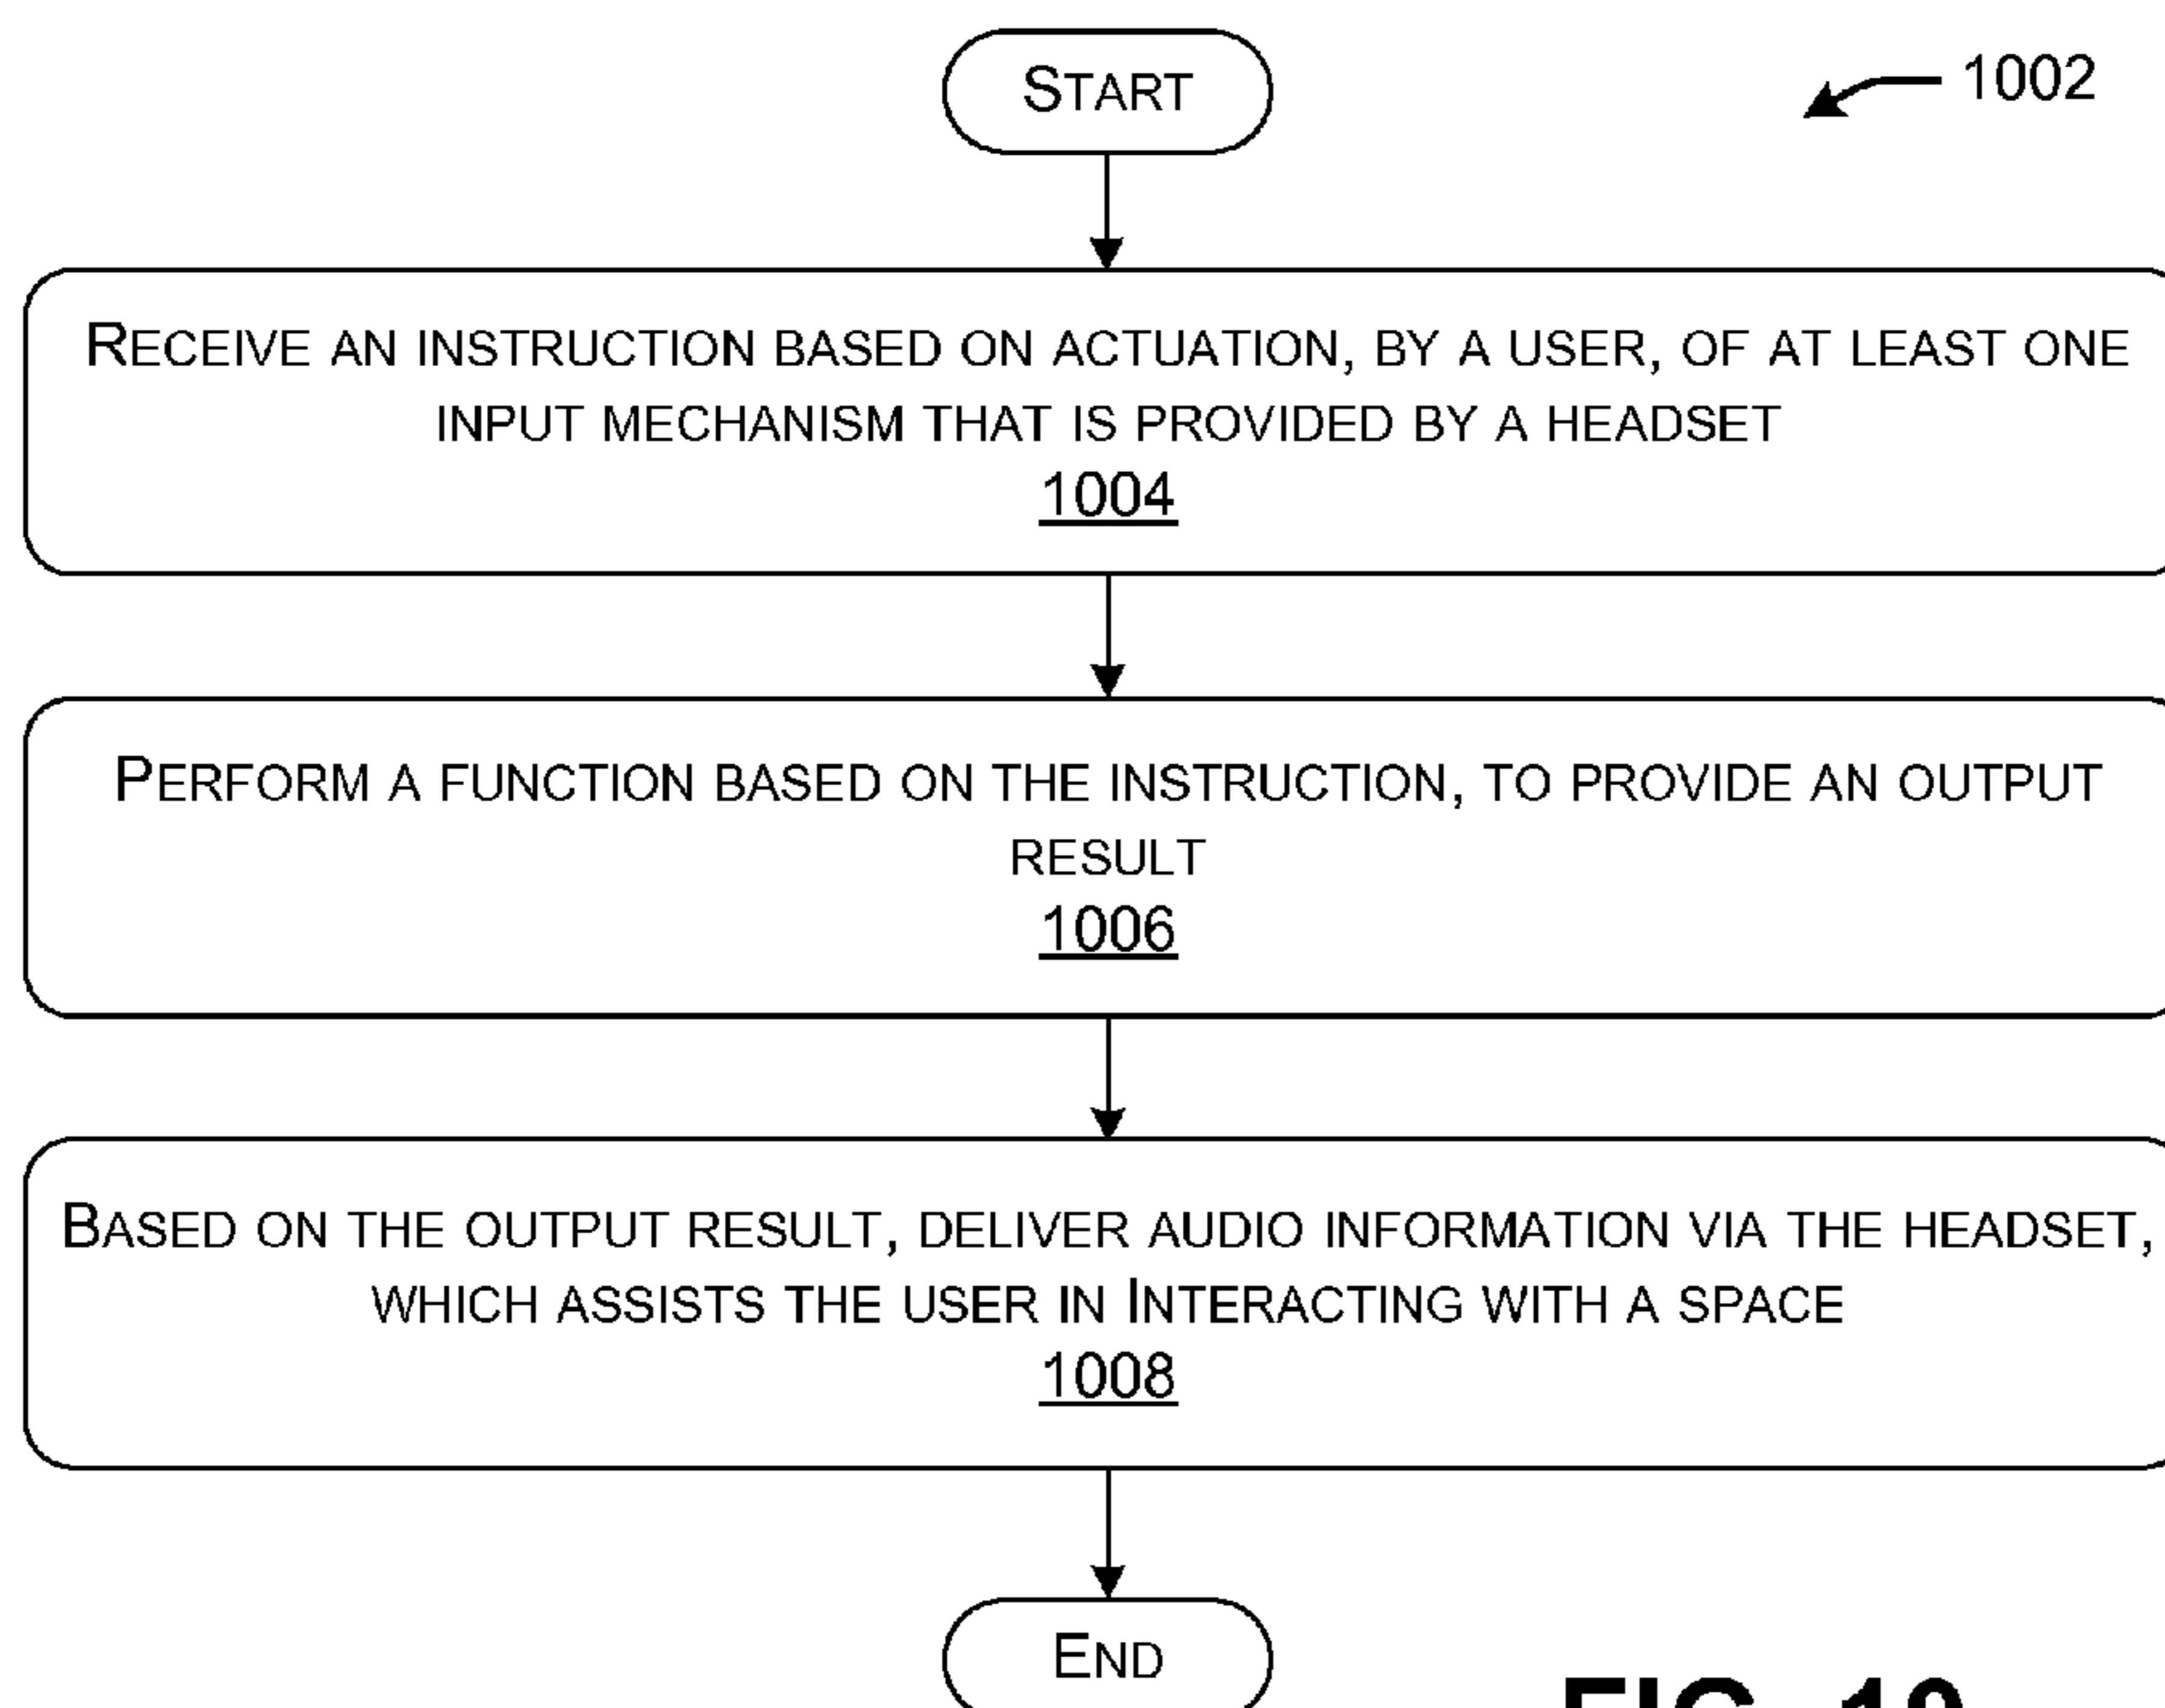 START
1002
RECEIVE AN INSTRUCTION BASED ON ACTUATION, BY A USER, OF AT LEAST ONE
INPUT MECHANISM THAT IS PROVIDED BY A HEADSET
1004
PERFORM A FUNCTION BASED ON THE INSTRUCTION, TO PROVIDE AN OUTPUT
RESULT
1006
BASED ON THE OUTPUT RESULT, DELIVER AUDIO INFORMATION VIA THE HEADSET,
WHICH ASSISTS THE USER IN INTERACTING WITH A SPACE
1008
END
FIG.